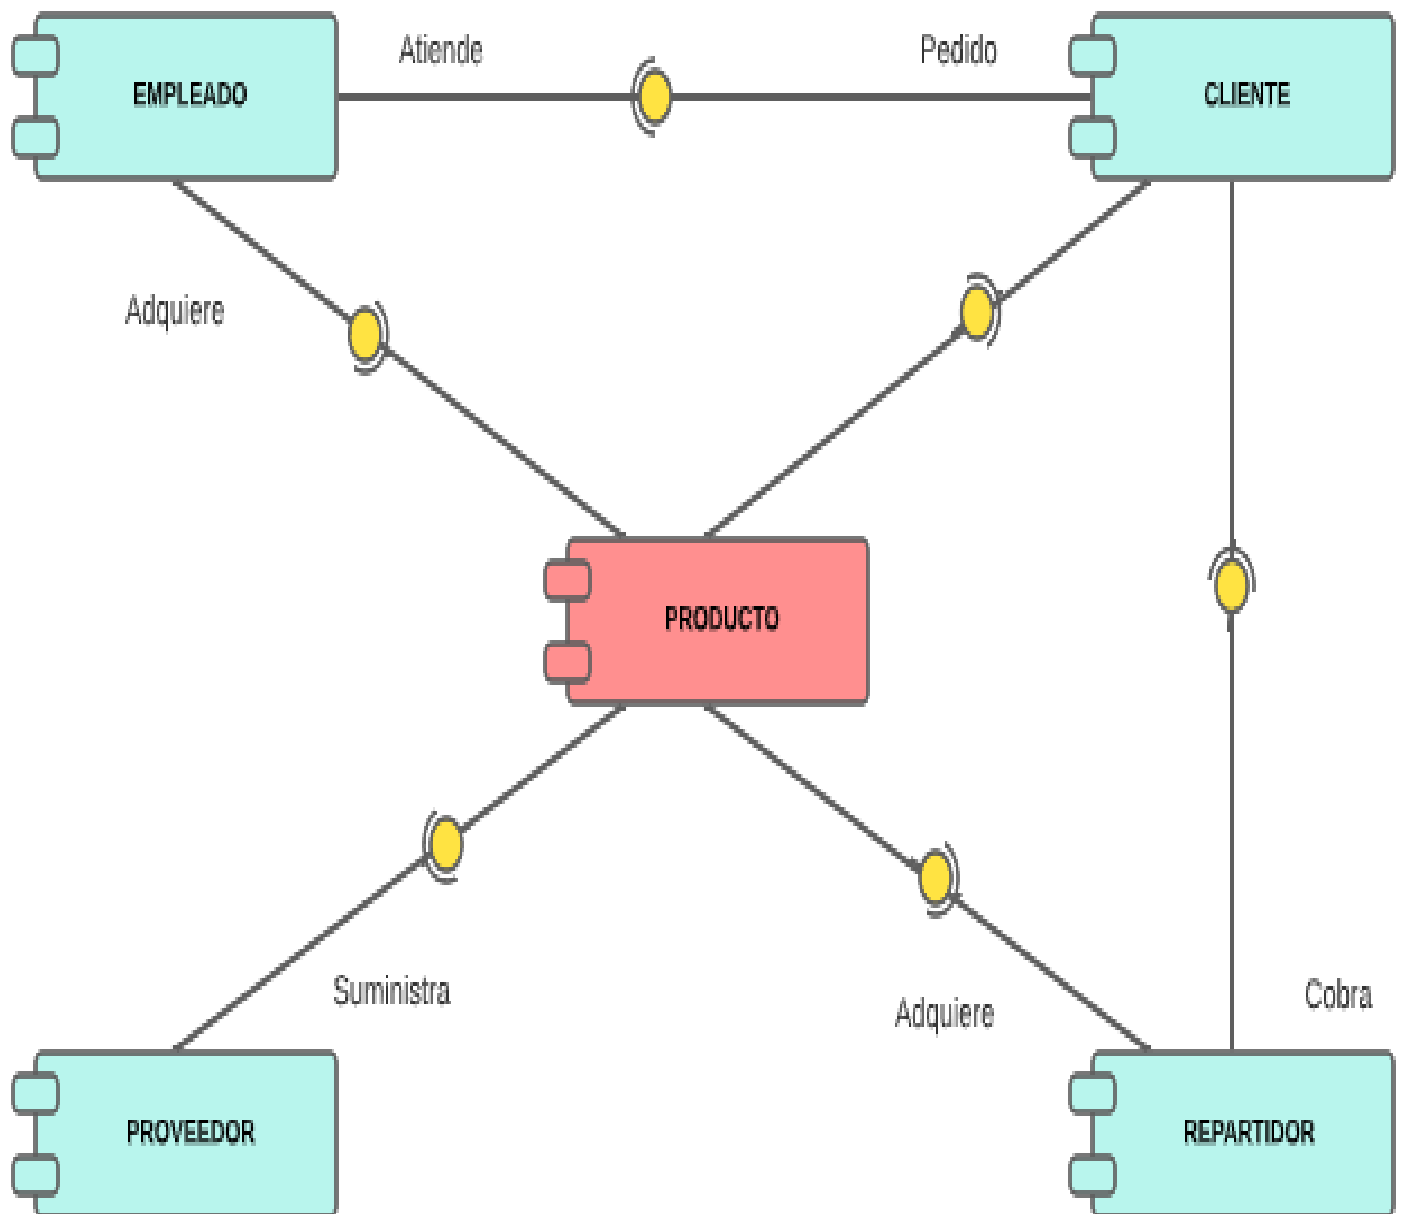 Atiende
Pedido
EMPLEADO
CLIENTE
Adquiere
PRODUCTO
Suministra
Cobra
Adquiere
PROVEEDOR
REPARTIDOR